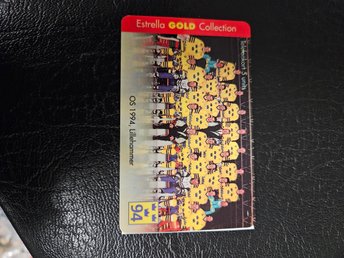 Estrella GOLD Collection
OS 1994, Lillehammer
94